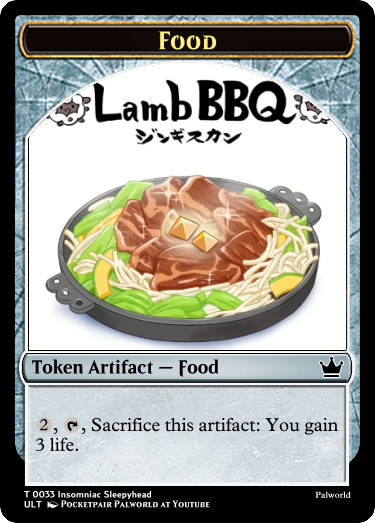 Food
Lamb BBQ
ジンギスカン
Token Artifact — Food
2, , Sacrifice this artifact: You gain
3 life.
T 0033 Insomniac Sleepyhead
Palworld
ULT Pocketpair Palworld at Youtube